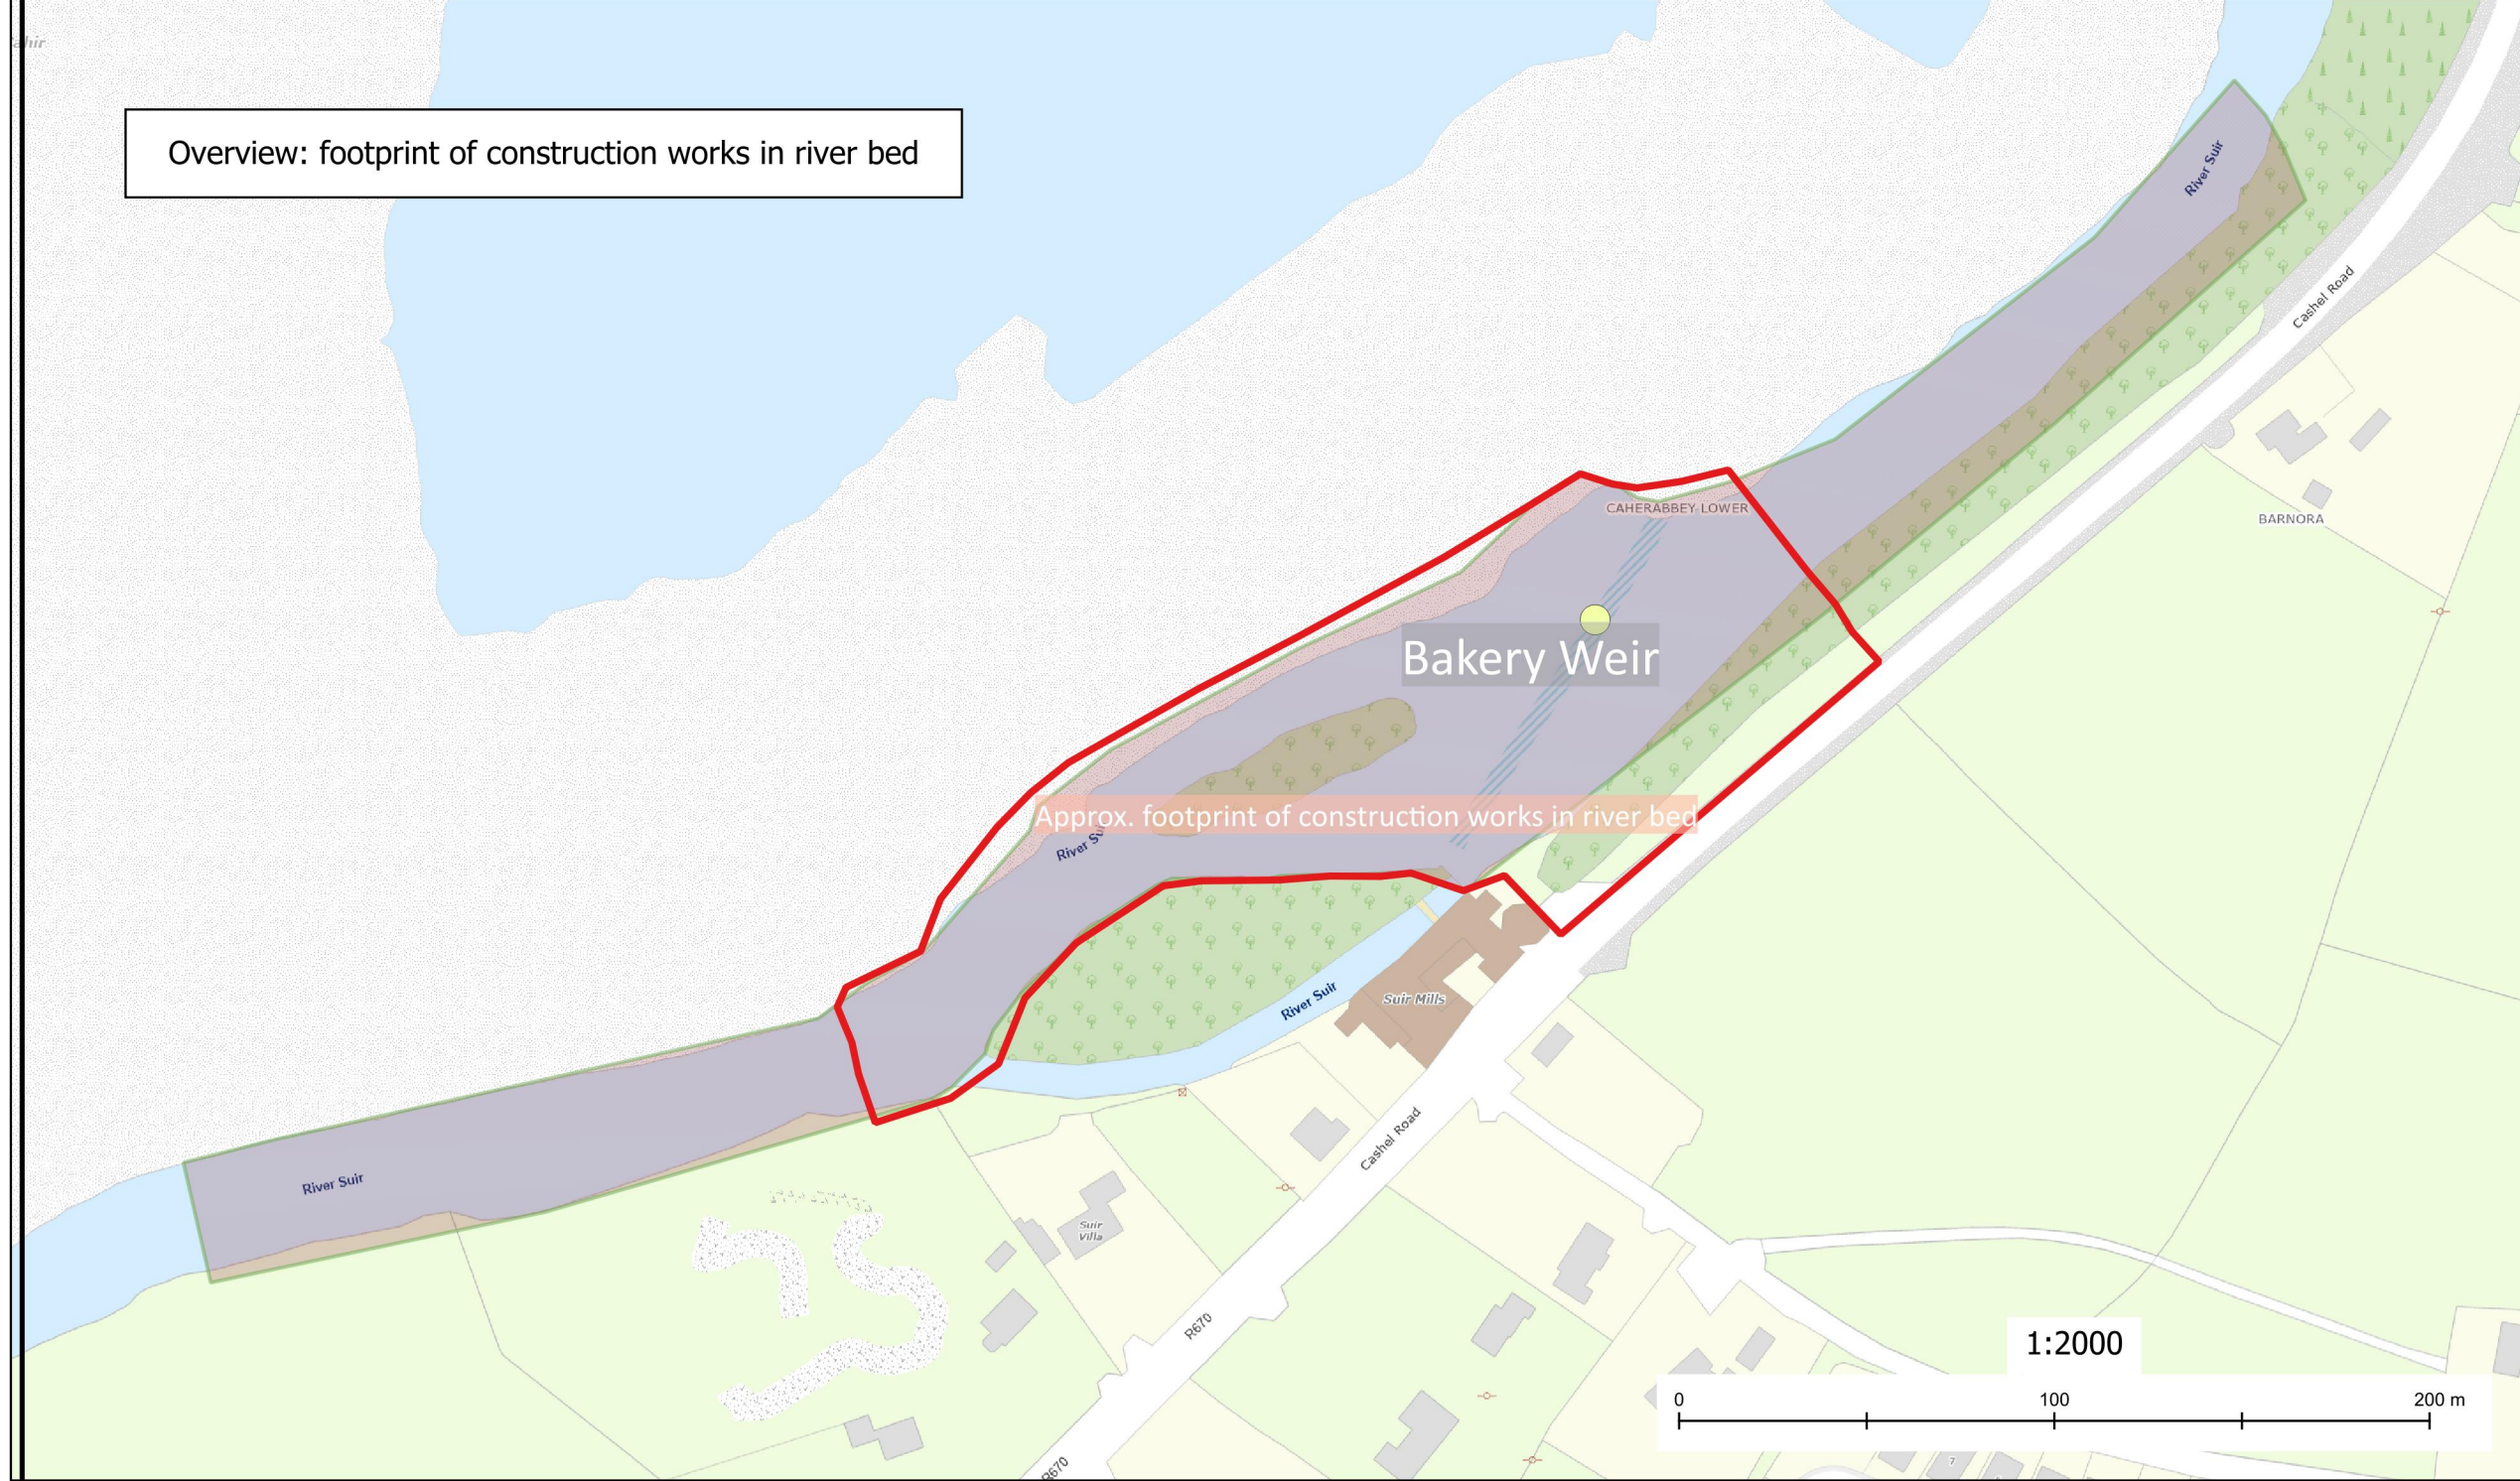 Overview: footprint of construction works in river bed
River Suir
Cashel Road
CAHERABBEY LOWER
BARNORA
Bakery Weir
Approx. footprint of construction works in river bed
River
River Suir
Suir Mills
Cashel Road
River Suir
Suir
Villa
R670
1:2000
0 100 200 m
R670
7